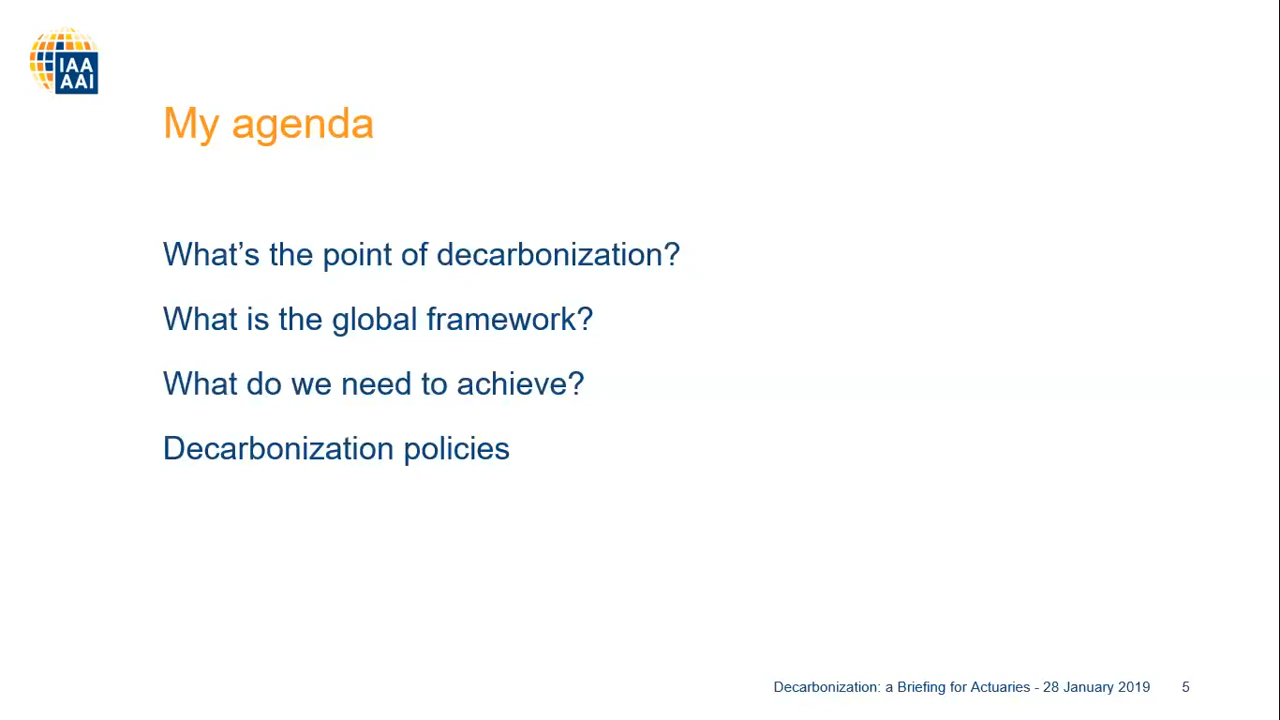 IAA
AAI
My agenda
What’s the point of decarbonization?
What is the global framework?
What do we need to achieve?
Decarbonization policies
Decarbonization: a Briefing for Actuaries - 28 January 2019 5